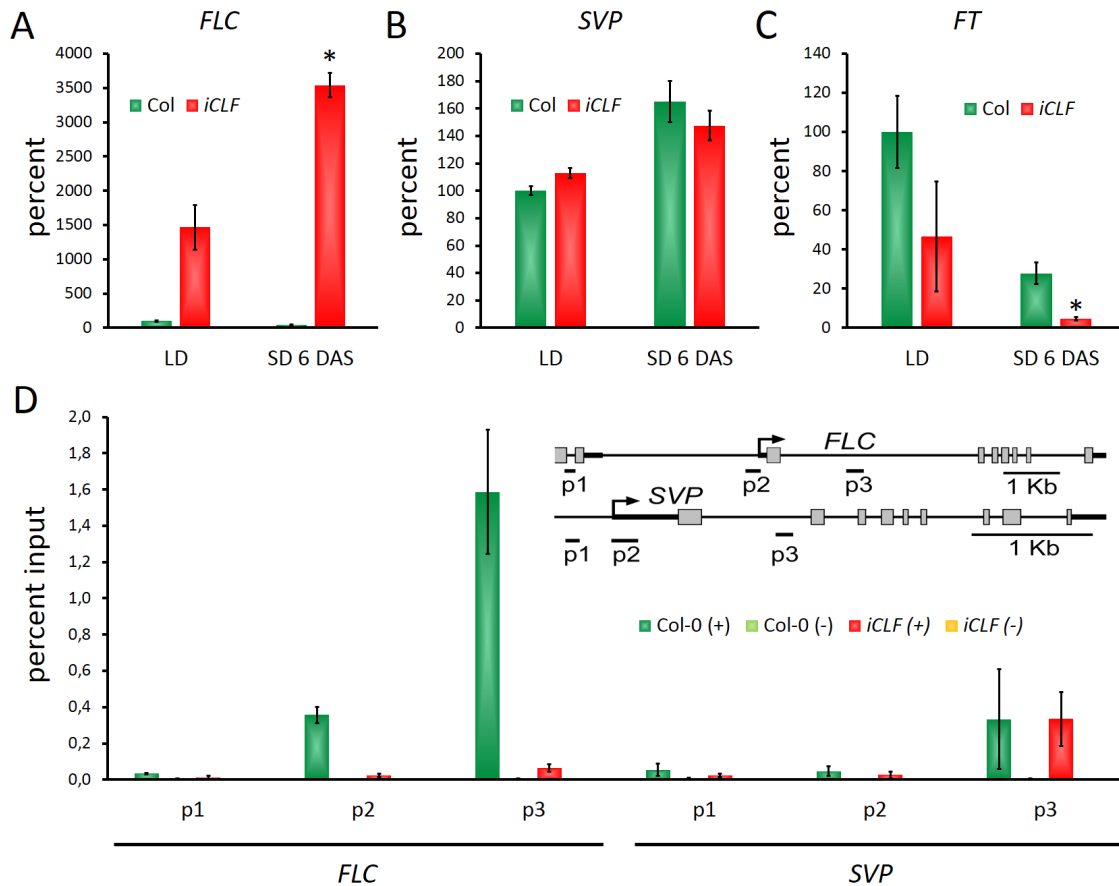 A FLC
B SVP
C FT
4000
3500
3000
2500
2000
1500
1000
500
0
percent
Col iCLF
*
LD SD 6 DAS
200
180
160
140
120
100
80
60
40
20
0
percent
Col iCLF
LD SD 6 DAS
140
120
100
80
60
40
20
0
percent
Col iCLF
*
LD SD 6 DAS
D
2,0
1,8
1,6
1,4
1,2
1,0
0,8
0,6
0,4
0,2
0,0
percent input
FLC
p1 p2 p3 1 Kb
SVP
p1 p2 p3 1 Kb
Col-0 (+) Col-0 (-) iCLF (+) iCLF (-)
p1 p2 p3 p1 p2 p3
FLC SVP